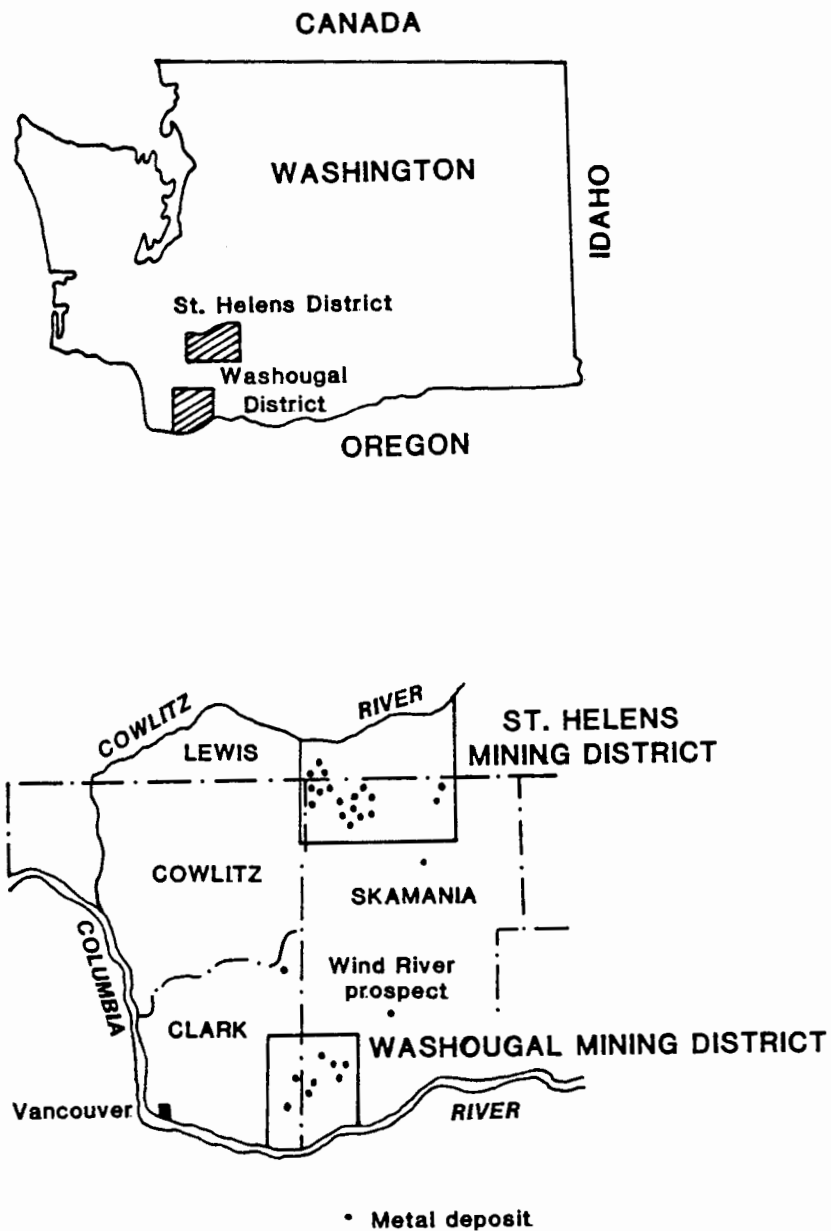 CANADA
WASHINGTON
IDAHO
St. Helens District
Washougal
District
OREGON
COWLITZ
RIVER
LEWIS
ST. HELENS
MINING DISTRICT
COWLITZ
SKAMANIA
COLUMBIA
Wind River
prospect
CLARK
WASHOUGAL MINING DISTRICT
Vancouver
RIVER
• Metal deposit